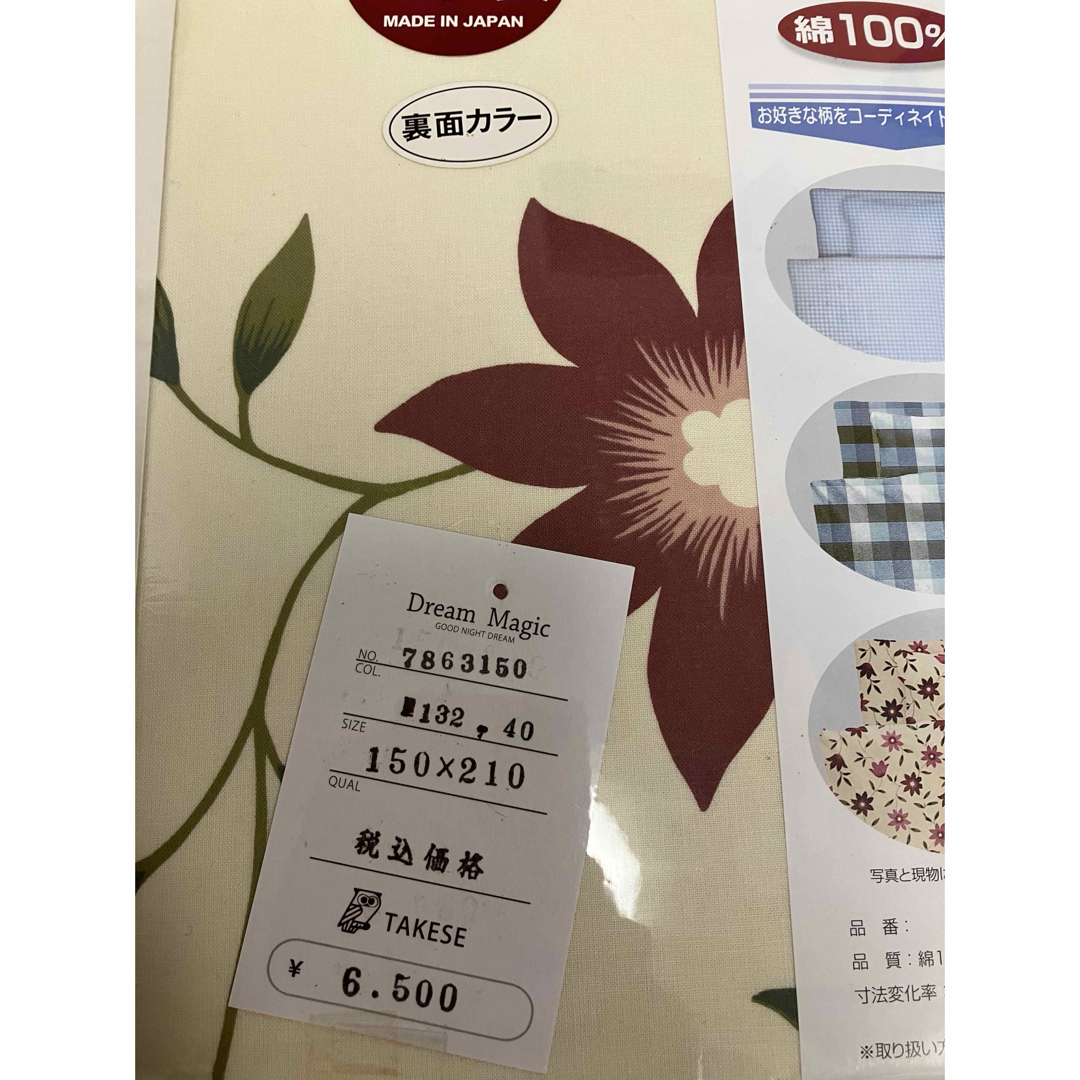 MADE IN JAPAN
裏面カラー
綿100%
お好きな柄をコーディネイト
Dream Magic
GOOD NIGHT DREAM
NO. 7863150
COL.
132 40
SIZE
150×210
QUAL
税込価格
TAKESE
¥ 6.500
写真と現物に
品 番:
品 質:綿1
寸法変化率
※取り扱い方